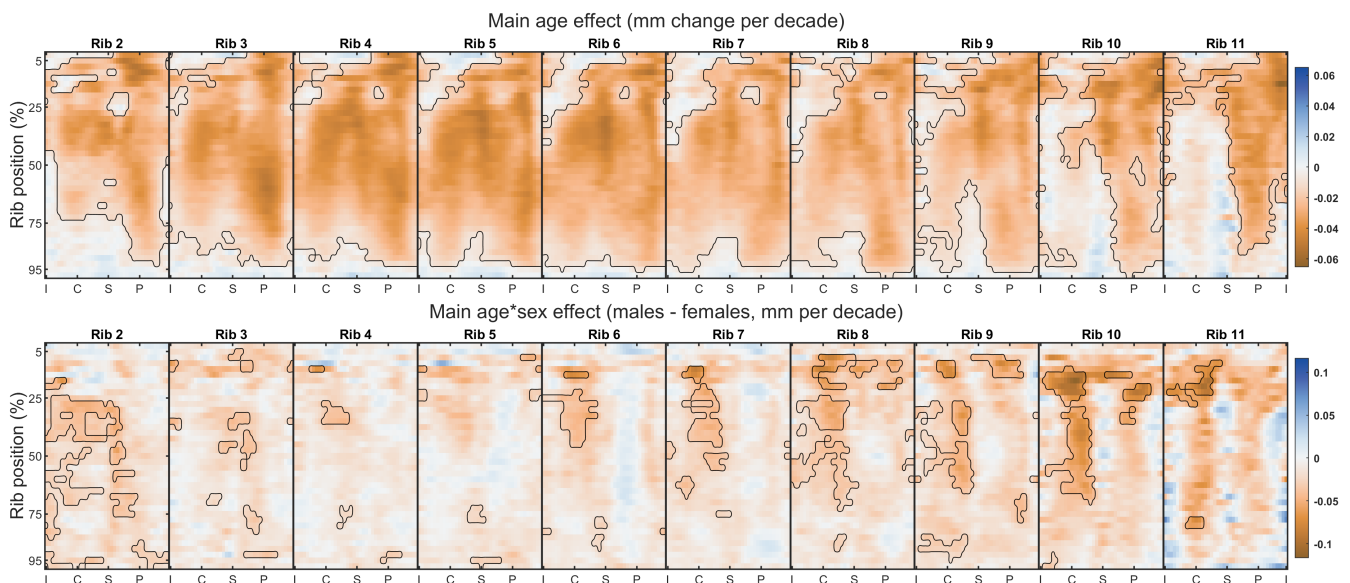 Main age effect (mm change per decade)
Rib 2 Rib 3 Rib 4 Rib 5 Rib 6 Rib 7 Rib 8 Rib 9 Rib 10 Rib 11
Rib position (%)
5
25
50
75
95
0.06
0.04
0.02
0
-0.02
-0.04
-0.06
I C S P I C S P I C S P I C S P I C S P I C S P I C S P I C S P I C S P I C S P I
Main age*sex effect (males - females, mm per decade)
Rib 2 Rib 3 Rib 4 Rib 5 Rib 6 Rib 7 Rib 8 Rib 9 Rib 10 Rib 11
Rib position (%)
5
25
50
75
95
0.1
0.05
0
-0.05
-0.1
I C S P I C S P I C S P I C S P I C S P I C S P I C S P I C S P I C S P I C S P I